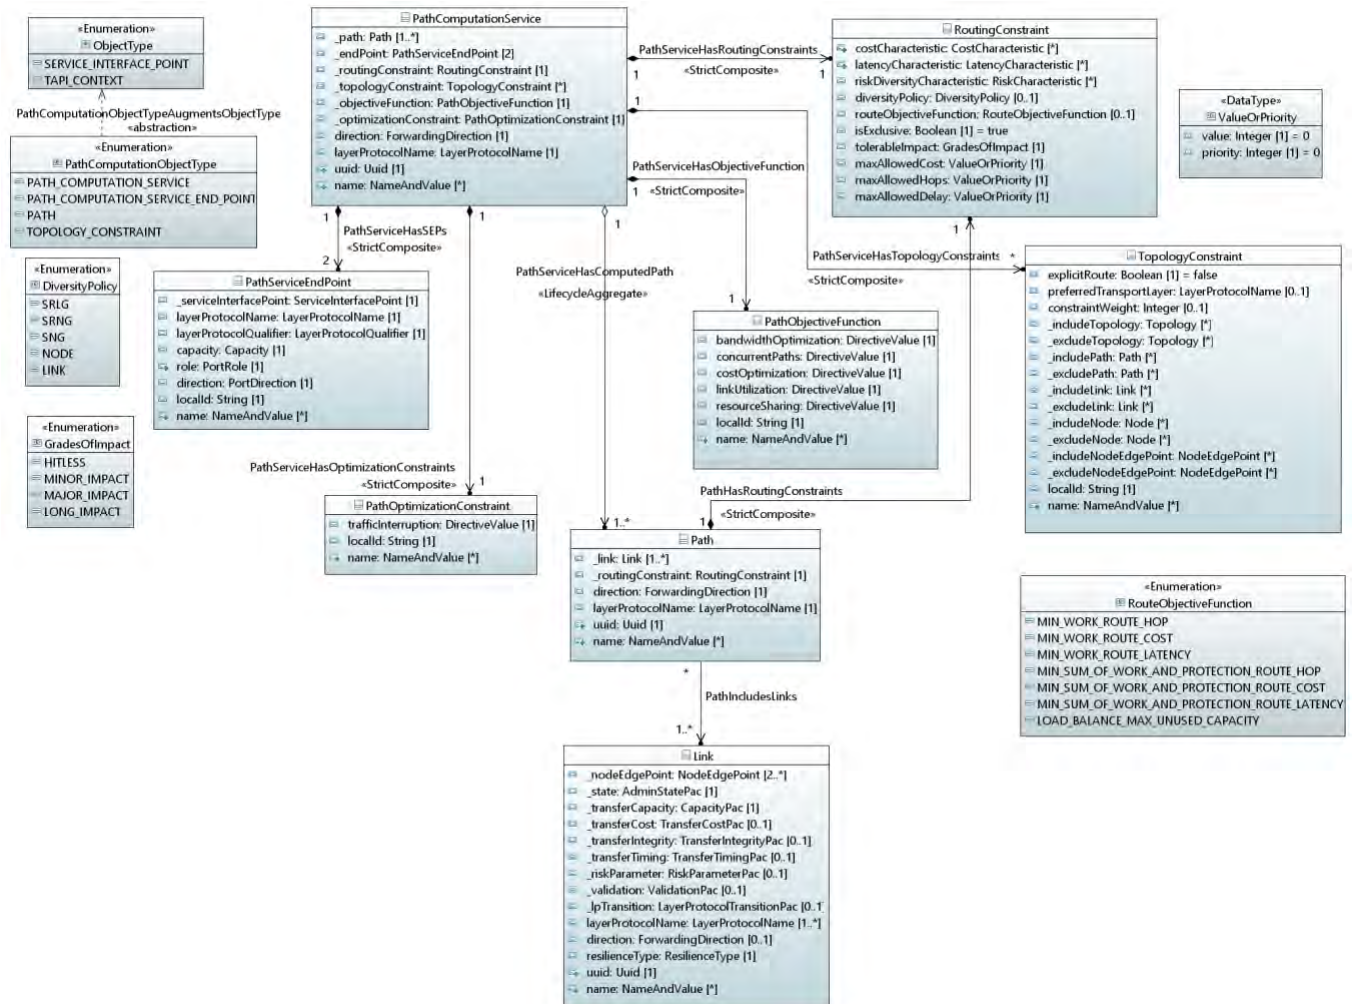 «Enumeration»
ObjectType
SERVICE_INTERFACE_POINT
TAPI_CONTEXT
PathComputationObjectTypeAugmentsObjectType
«abstraction»
«Enumeration»
PathComputationObjectType
PATH_COMPUTATION_SERVICE
PATH_COMPUTATION_SERVICE_END_POINT
PATH
TOPOLOGY_CONSTRAINT
«Enumeration»
DiversityPolicy
SRLG
SRNG
SNG
NODE
LINK
«Enumeration»
GradesOfImpact
HITLESS
MINOR_IMPACT
MAJOR_IMPACT
LONG_IMPACT
PathComputationService
_path: Path [1..*]
_endPoint: PathServiceEndPoint [2]
_routingConstraint: RoutingConstraint [1]
_topologyConstraint: TopologyConstraint [*]
_objectiveFunction: PathObjectiveFunction [1]
_optimizationConstraint: PathOptimizationConstraint [1]
direction: ForwardingDirection [1]
layerProtocolName: LayerProtocolName [1]
uuid: Uuid [1]
name: NameAndValue [*]
1
PathServiceHasSEPs
«StrictComposite»
2
1
1
PathServiceHasRoutingConstraints
«StrictComposite»
1
1
1
PathServiceHasObjectiveFunction
«StrictComposite»
1
1
PathServiceHasComputedPath
«LifecycleAggregate»
1..*
PathServiceHasTopologyConstraints
«StrictComposite»
*
PathServiceHasOptimizationConstraints
«StrictComposite»
1
RoutingConstraint
costCharacteristic: CostCharacteristic [*]
latencyCharacteristic: LatencyCharacteristic [*]
riskDiversityCharacteristic: RiskCharacteristic [*]
diversityPolicy: DiversityPolicy [0..1]
routeObjectiveFunction: RouteObjectiveFunction [0..1]
isExclusive: Boolean [1] = true
tolerableImpact: GradesOfImpact [1]
maxAllowedCost: ValueOrPriority [1]
maxAllowedHops: ValueOrPriority [1]
maxAllowedDelay: ValueOrPriority [1]
1
«DataType»
ValueOrPriority
value: Integer [1] = 0
priority: Integer [1] = 0
PathServiceEndPoint
_serviceInterfacePoint: ServiceInterfacePoint [1]
layerProtocolName: LayerProtocolName [1]
layerProtocolQualifier: LayerProtocolQualifier [1]
capacity: Capacity [1]
role: PortRole [1]
direction: PortDirection [1]
localId: String [1]
name: NameAndValue [*]
PathObjectiveFunction
bandwidthOptimization: DirectiveValue [1]
concurrentPaths: DirectiveValue [1]
costOptimization: DirectiveValue [1]
linkUtilization: DirectiveValue [1]
resourceSharing: DirectiveValue [1]
localId: String [1]
name: NameAndValue [*]
TopologyConstraint
explicitRoute: Boolean [1] = false
preferredTransportLayer: LayerProtocolName [0..1]
constraintWeight: Integer [0..1]
_includeTopology: Topology [*]
_excludeTopology: Topology [*]
_includePath: Path [*]
_excludePath: Path [*]
_includeLink: Link [*]
_excludeLink: Link [*]
_includeNode: Node [*]
_excludeNode: Node [*]
_includeNodeEdgePoint: NodeEdgePoint [*]
_excludeNodeEdgePoint: NodeEdgePoint [*]
localId: String [1]
name: NameAndValue [*]
PathOptimizationConstraint
trafficInterruption: DirectiveValue [1]
localId: String [1]
name: NameAndValue [*]
PathHasRoutingConstraints
«StrictComposite»
1
Path
_link: Link [1..*]
_routingConstraint: RoutingConstraint [1]
direction: ForwardingDirection [1]
layerProtocolName: LayerProtocolName [1]
uuid: Uuid [1]
name: NameAndValue [*]
*
PathIncludesLinks
1..*
«Enumeration»
RouteObjectiveFunction
MIN_WORK_ROUTE_HOP
MIN_WORK_ROUTE_COST
MIN_WORK_ROUTE_LATENCY
MIN_SUM_OF_WORK_AND_PROTECTION_ROUTE_HOP
MIN_SUM_OF_WORK_AND_PROTECTION_ROUTE_COST
MIN_SUM_OF_WORK_AND_PROTECTION_ROUTE_LATENCY
LOAD_BALANCE_MAX_UNUSED_CAPACITY
Link
_nodeEdgePoint: NodeEdgePoint [2..*]
_state: AdminStatePac [1]
_transferCapacity: CapacityPac [1]
_transferCost: TransferCostPac [0..1]
_transferIntegrity: TransferIntegrityPac [0..1]
_transferTiming: TransferTimingPac [0..1]
_riskParameter: RiskParameterPac [0..1]
_validation: ValidationPac [0..1]
_lpTransition: LayerProtocolTransitionPac [0..1
layerProtocolName: LayerProtocolName [1..*]
direction: ForwardingDirection [0..1]
resilienceType: ResilienceType [1]
uuid: Uuid [1]
name: NameAndValue [*]